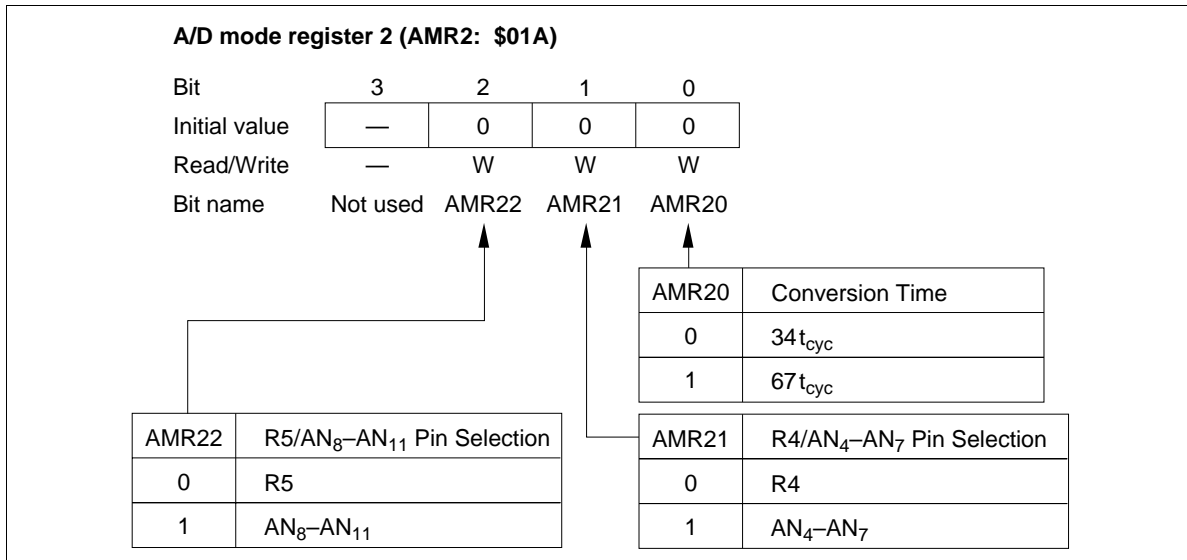 A/D mode register 2 (AMR2: $01A)
Bit 3 2 1 0
Initial value — 0 0 0
Read/Write — W W W
Bit name Not used AMR22 AMR21 AMR20
AMR20 Conversion Time
0 34tcyc
1 67tcyc
AMR22 R5/AN8–AN11 Pin Selection
0 R5
1 AN8–AN11
AMR21 R4/AN4–AN7 Pin Selection
0 R4
1 AN4–AN7